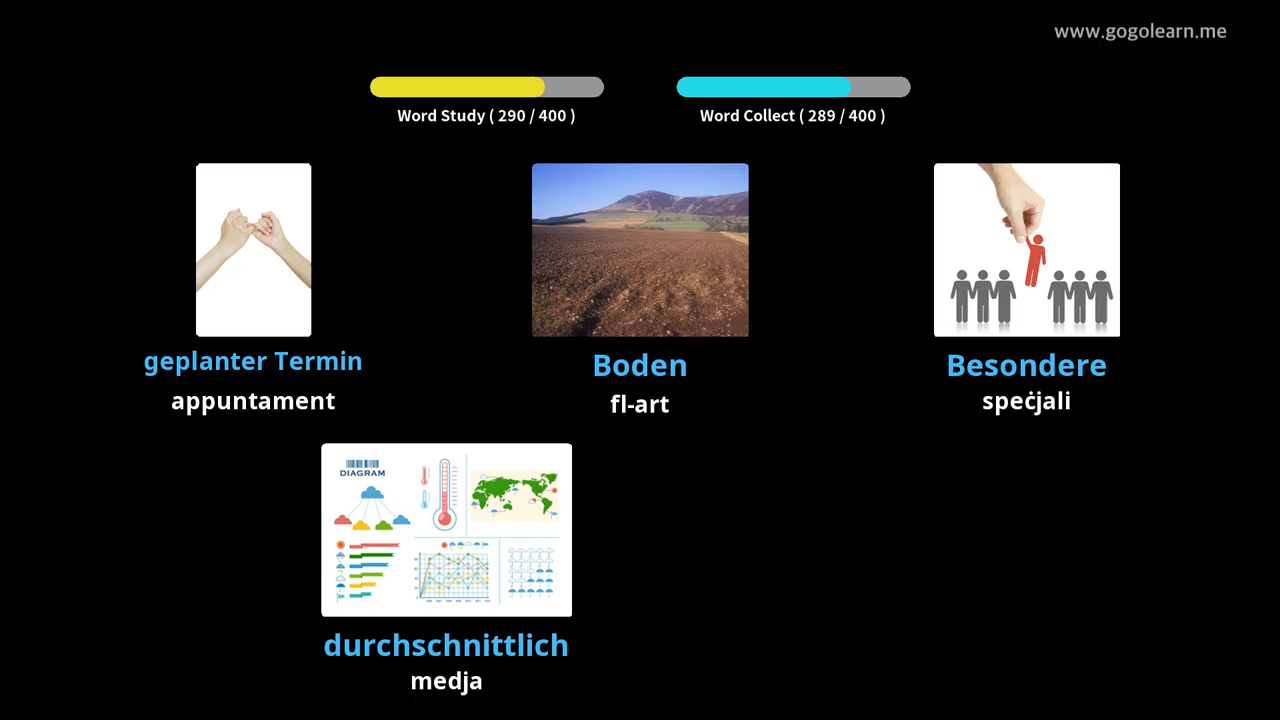 www.gogolearn.me
Word Study ( 290 / 400 )
Word Collect ( 289 / 400 )
geplanter Termin
appuntament
Boden
fl-art
Besondere
speċjali
DIAGRAM
durchschnittlich
medja